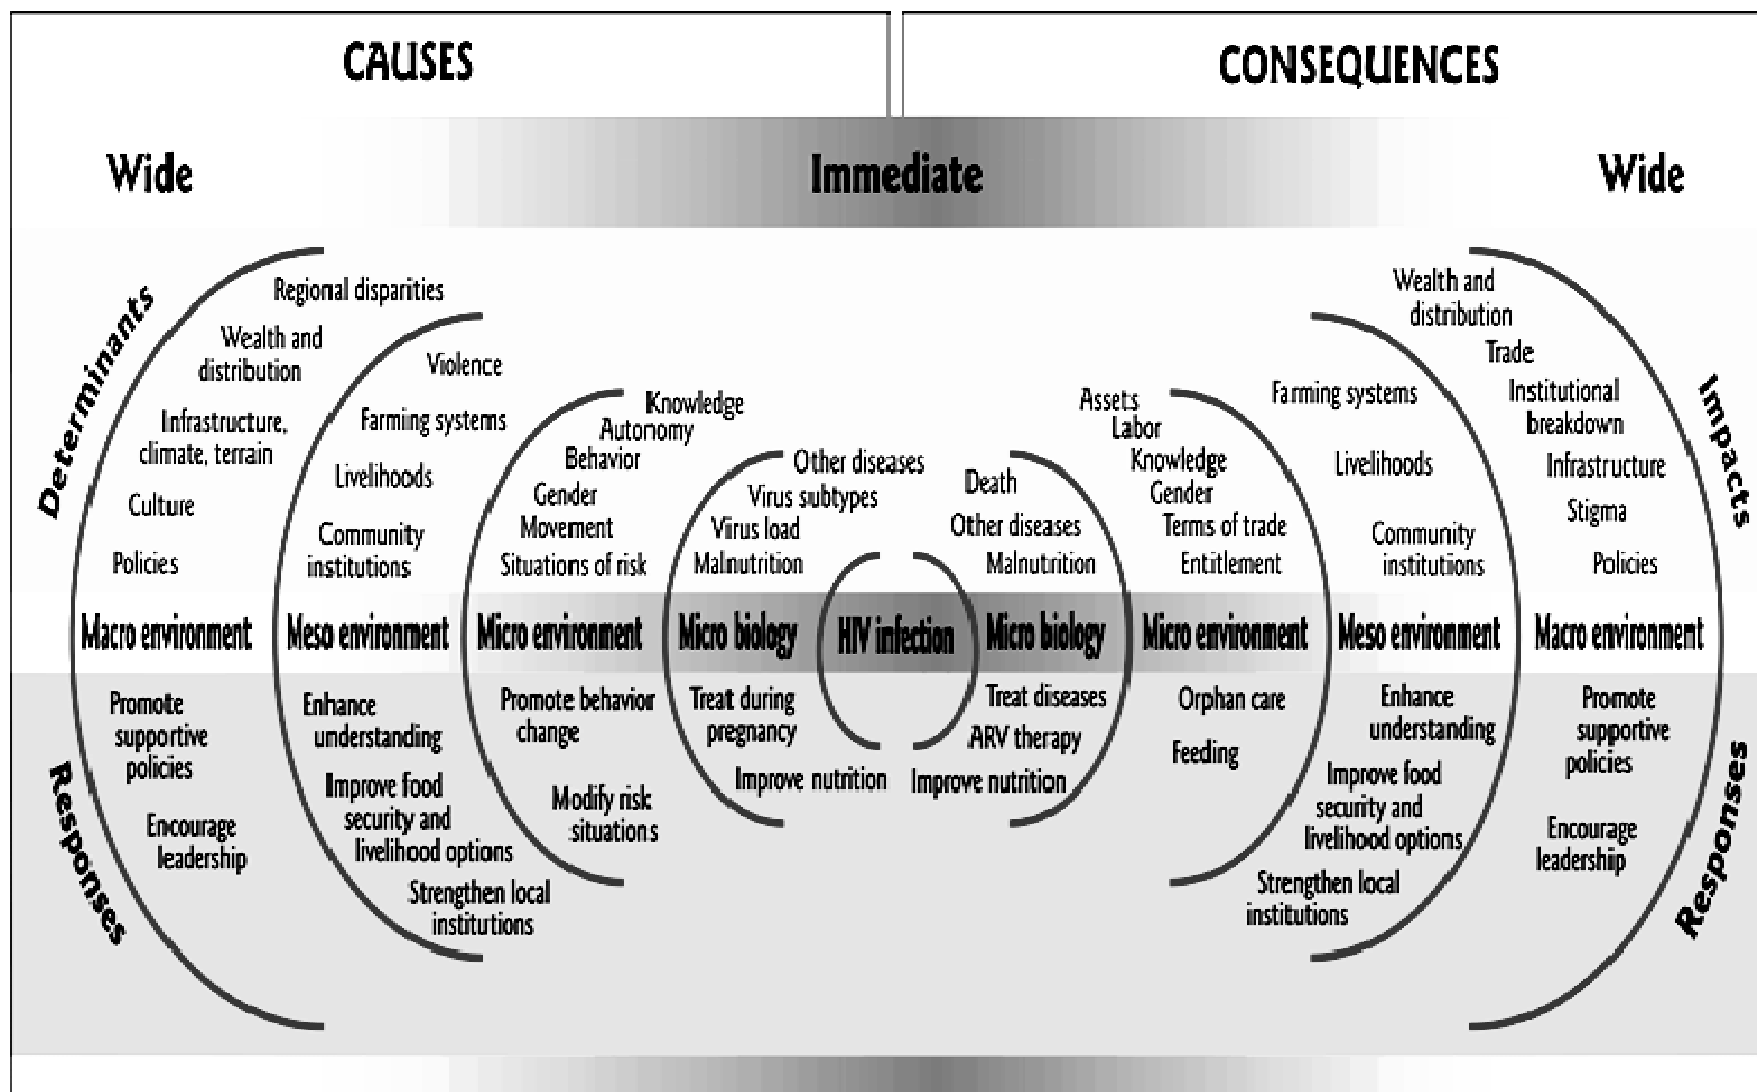 CAUSES
CONSEQUENCES
Wide
Immediate
Wide
Determinants
Regional disparities
Wealth and
distribution
Infrastructure,
climate, terrain
Culture
Policies
Violence
Farming systems
Livelihoods
Community
institutions
Knowledge
Autonomy
Behavior
Gender
Movement
Situations of risk
Other diseases
Virus subtypes
Virus load
Malnutrition
Death
Other diseases
Malnutrition
Assets
Labor
Knowledge
Gender
Terms of trade
Entitlement
Farming systems
Livelihoods
Community
institutiions
Wealth and
distribution
Trade
Institutional
breakdown
Infrastructure
Stigma
Policies
Impacts
Macro environment
Meso environment
Micro environment
Micro biology
HIV infection
Micro biology
Micro environment
Meso environment
Macro environment
Responses
Promote
supportive
policies
Encourage
leadership
Enhance
understanding
Improve food
security and
livelihood options
Strengthen local
institutions
Promote behavior
change
Modify risk
situations
Treat during
pregnancy
Improve nutrition
Treat diseases
ARV therapy
Improve nutrition
Orphan care
Feeding
Enhance
understanding
Improve food
security and
livelihood options
Strengthen local
institutions
Promote
supportive
policies
Encourage
leadership
Responses